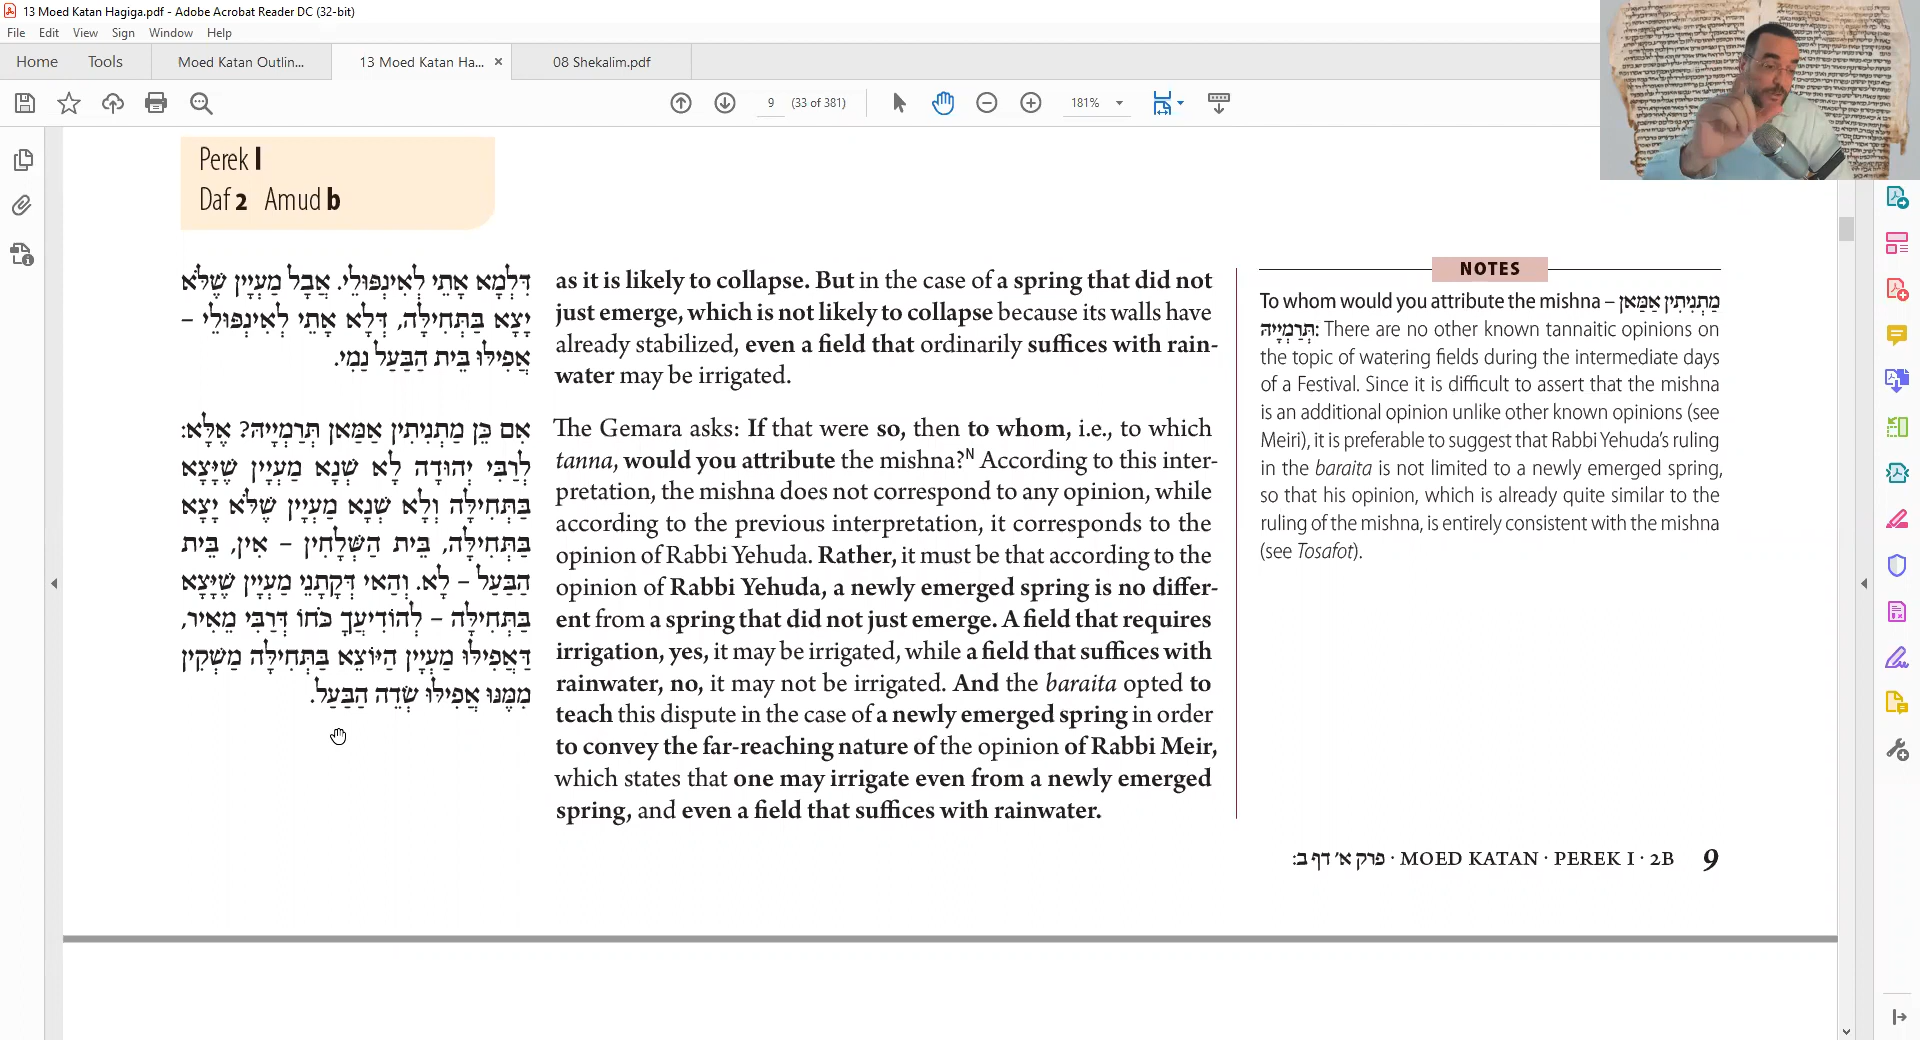 13 Moed Katan Hagiga.pdf - Adobe Acrobat Reader DC (32-bit)
File Edit View Sign Window Help
Home Tools Moed Katan Outlin... 13 Moed Katan Ha... × 08 Shekalim.pdf
9 (33 of 381) 181%
Perek I
Daf 2 Amud b
דִּלְמָא אָתֵי לְאִינְפּוּלֵי. אֲבָל מַעְיָין שֶׁלֹּא
יָצָא בַּתְּחִילָּה, דְּלָא אָתֵי לְאִינְפּוּלֵי –
אֲפִילּוּ בֵּית הַבַּעַל נַמִי.
אִם כֵּן מַתְנִיתִין אַמַּאן תִּרַמְיַיהּ? אֶלָּא:
לְרַבִּי יְהוּדָה לָא שְׁנָא מַעְיָין שֶׁיָּצָא
בַּתְּחִילָּה וְלָא שְׁנָא מַעְיָין שֶׁלֹּא יָצָא
בַּתְּחִילָּה, בֵּית הַשְּׁלָחִין – אִין, בֵּית
הַבַּעַל – לָא. וְהַאי דְּקָתָנֵי מַעְיָין שֶׁיָּצָא
בַּתְּחִילָּה – לְהוֹדִיעֲךָ כֹּחוֹ דְּרַבִּי מֵאִיר,
דַּאֲפִילּוּ מַעְיָין הַיּוֹצֵא בַּתְּחִילָּה מַשְׁקִין
מִמֶּנּוּ אֲפִילּוּ שְׂדֵה הַבַּעַל.
as it is likely to collapse. But in the case of a spring that did not
just emerge, which is not likely to collapse because its walls have
already stabilized, even a field that ordinarily suffices with rain-
water may be irrigated.
The Gemara asks: If that were so, then to whom, i.e., to which
tanna, would you attribute the mishna?N According to this inter-
pretation, the mishna does not correspond to any opinion, while
according to the previous interpretation, it corresponds to the
opinion of Rabbi Yehuda. Rather, it must be that according to the
opinion of Rabbi Yehuda, a newly emerged spring is no differ-
ent from a spring that did not just emerge. A field that requires
irrigation, yes, it may be irrigated, while a field that suffices with
rainwater, no, it may not be irrigated. And the baraita opted to
teach this dispute in the case of a newly emerged spring in order
to convey the far-reaching nature of the opinion of Rabbi Meir,
which states that one may irrigate even from a newly emerged
spring, and even a field that suffices with rainwater.
NOTES
To whom would you attribute the mishna – מַתְנִיתִין אַמַּאן
תִּרַמְיַיהּ: There are no other known tannaitic opinions on
the topic of watering fields during the intermediate days
of a Festival. Since it is difficult to assert that the mishna
is an additional opinion unlike other known opinions (see
Meiri), it is preferable to suggest that Rabbi Yehuda's ruling
in the baraita is not limited to a newly emerged spring,
so that his opinion, which is already quite similar to the
ruling of the mishna, is entirely consistent with the mishna
(see Tosafot).
פרק א׳ דף ב: · MOED KATAN · PEREK I · 2B 9